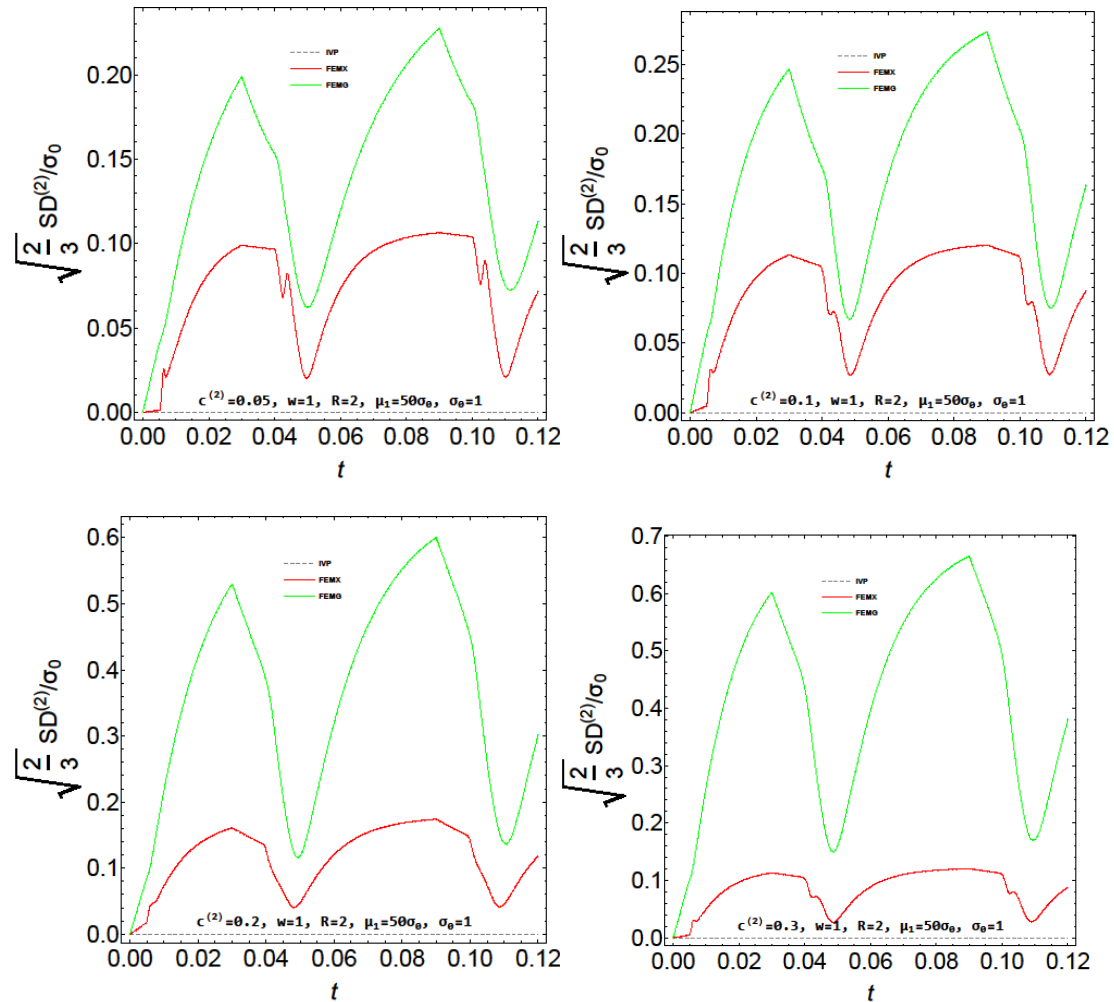 0.20
0.15
0.10
0.05
0.00
IVP
FEMX
FEMG
c⁽²⁾=0.05, w=1, R=2, μ₁=50σ₀, σ₀=1
0.00 0.02 0.04 0.06 0.08 0.10 0.12
t
√2/3 SD⁽²⁾/σ₀
0.25
0.20
0.15
0.10
0.05
0.00
IVP
FEMX
FEMG
c⁽²⁾=0.1, w=1, R=2, μ₁=50σ₀, σ₀=1
0.00 0.02 0.04 0.06 0.08 0.10 0.12
t
√2/3 SD⁽²⁾/σ₀
0.6
0.5
0.4
0.3
0.2
0.1
0.0
IVP
FEMX
FEMG
c⁽²⁾=0.2, w=1, R=2, μ₁=50σ₀, σ₀=1
0.00 0.02 0.04 0.06 0.08 0.10 0.12
t
√2/3 SD⁽²⁾/σ₀
0.7
0.6
0.5
0.4
0.3
0.2
0.1
0.0
IVP
FEMX
FEMG
c⁽²⁾=0.3, w=1, R=2, μ₁=50σ₀, σ₀=1
0.00 0.02 0.04 0.06 0.08 0.10 0.12
t
√2/3 SD⁽²⁾/σ₀